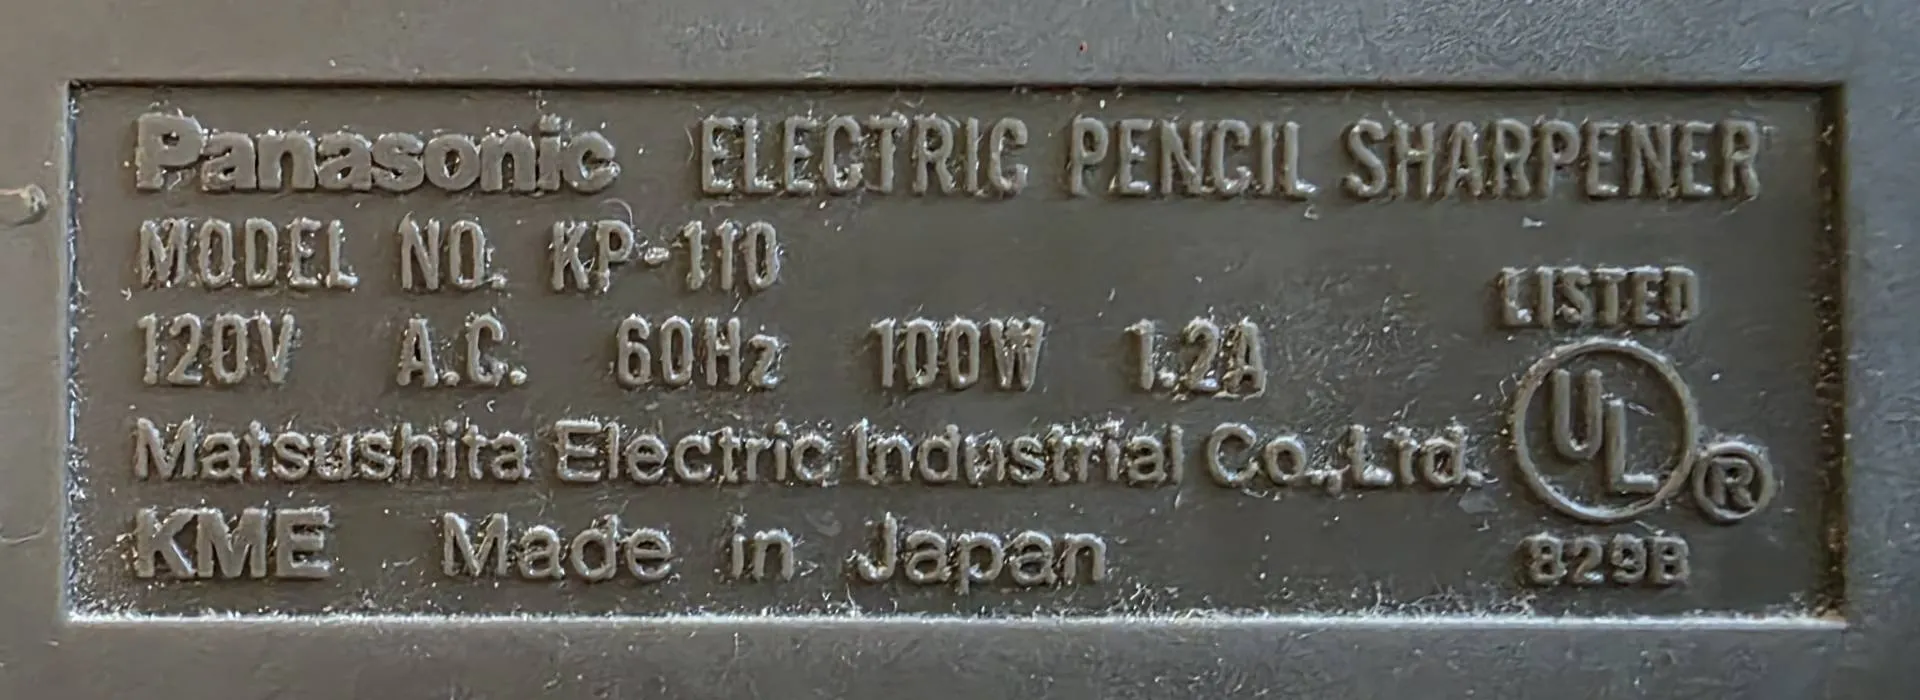 Panasonic ELECTRIC PENCIL SHARPENER
MODEL NO. KP-110
120V A.C. 60Hz 100W 1.2A
Matsushita Electric Industrial Co.,Ltd.
KME Made in Japan
LISTED
UL ®
829B